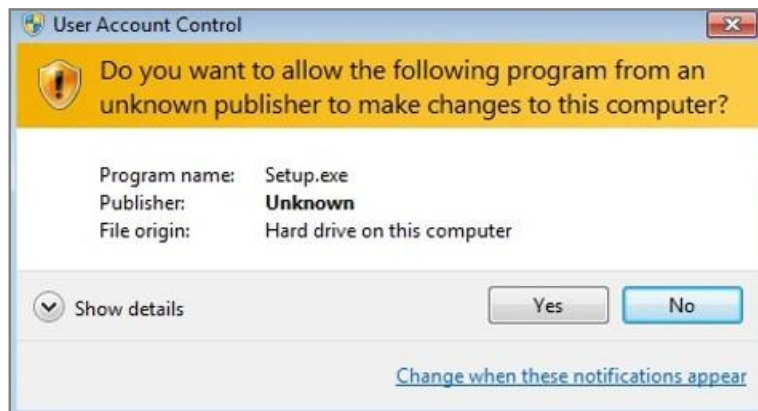 User Account Control
Do you want to allow the following program from an
unknown publisher to make changes to this computer?
Program name: Setup.exe
Publisher: Unknown
File origin: Hard drive on this computer
Show details
Yes No
Change when these notifications appear